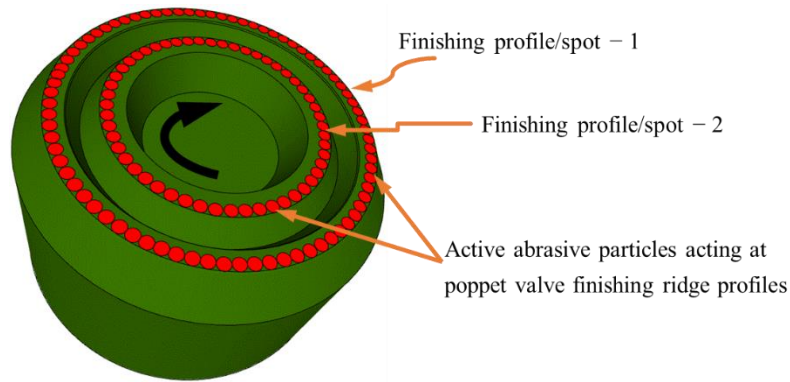 Finishing profile/spot − 1
Finishing profile/spot − 2
Active abrasive particles acting at
poppet valve finishing ridge profiles